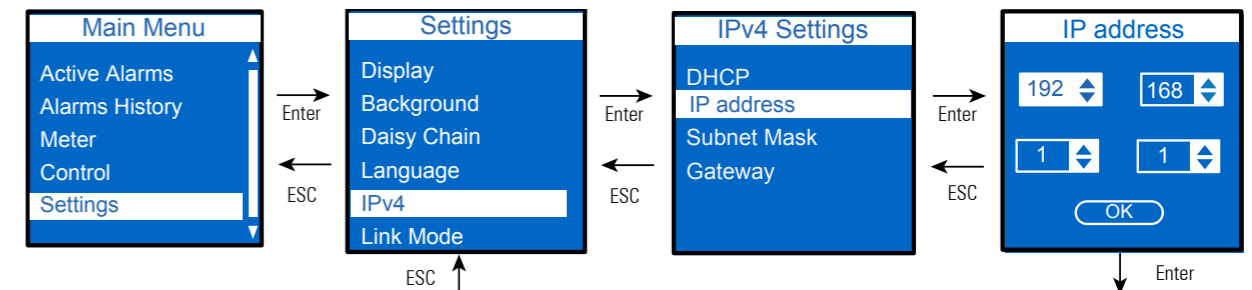 Main Menu
Active Alarms
Alarms History
Meter
Control
Settings
Enter
ESC
Settings
Display
Background
Daisy Chain
Language
IPv4
Link Mode
Enter
ESC
IPv4 Settings
DHCP
IP address
Subnet Mask
Gateway
Enter
ESC
IP address
192 168
1 1
OK
ESC
Enter